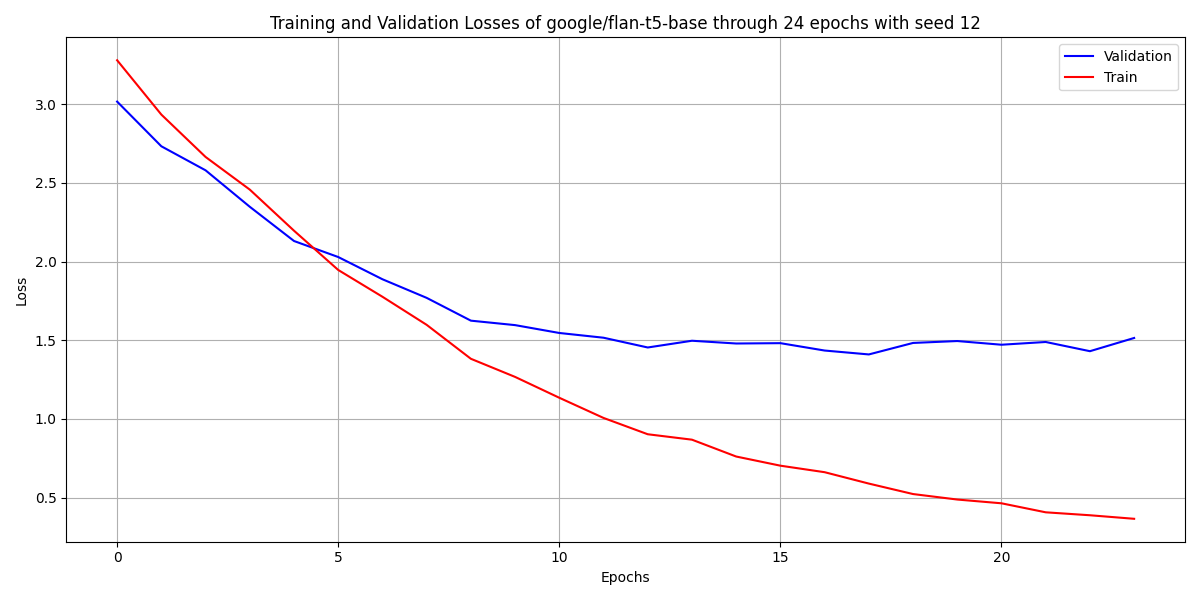 Training and Validation Losses of google/flan-t5-base through 24 epochs with seed 12
Validation
Train
Loss
3.0
2.5
2.0
1.5
1.0
0.5
0 5 10 15 20
Epochs